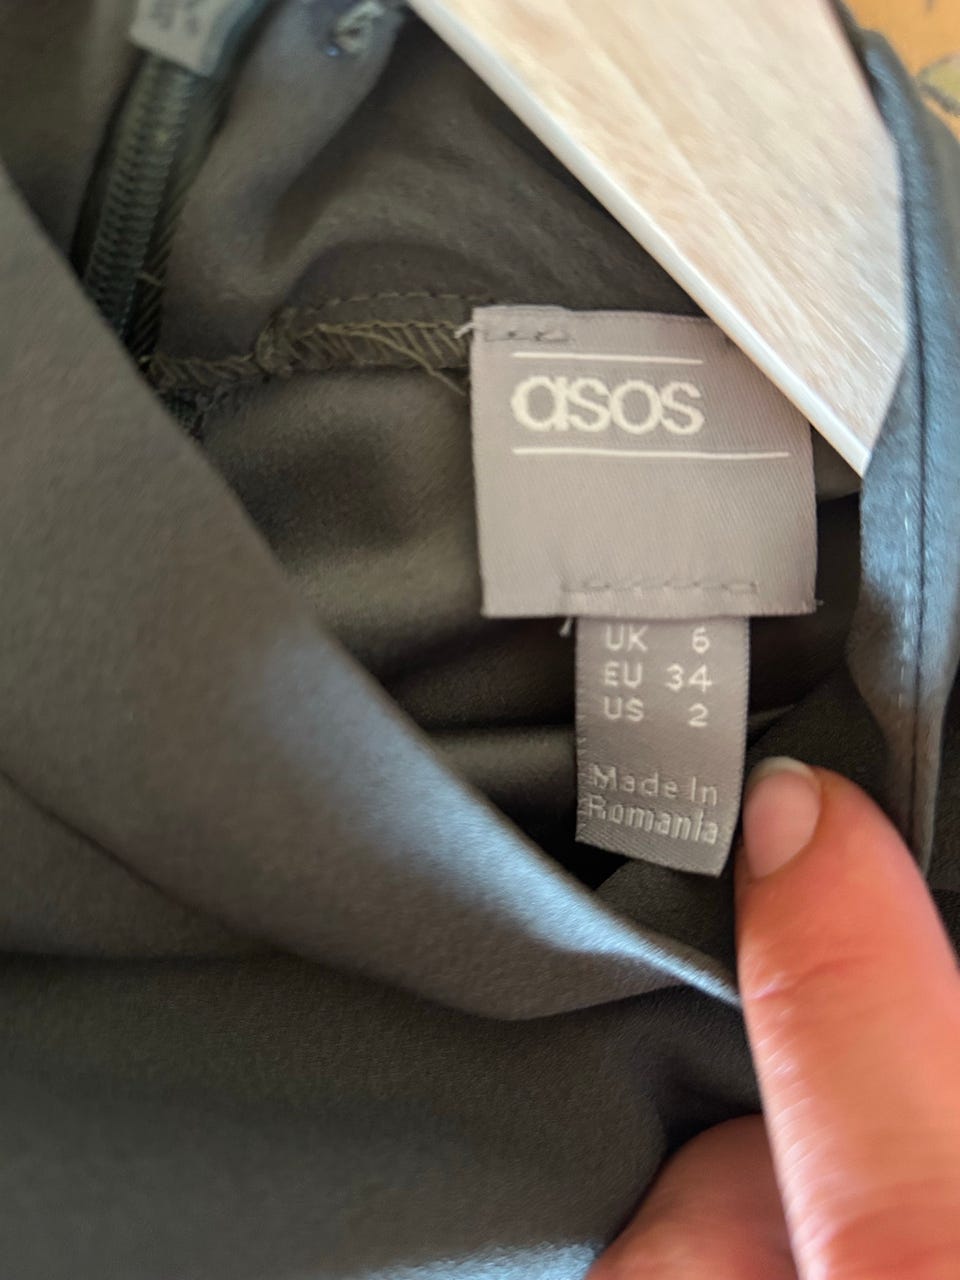 asos
UK 6
EU 34
US 2
Made In
Romania